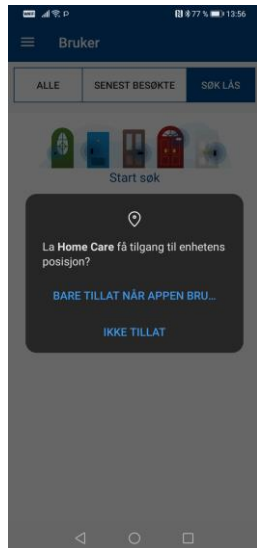 77 % 13:56
Bruker
ALLE SENEST BESØKTE SØK LÅS
Start søk
La Home Care få tilgang til enhetens
posisjon?
BARE TILLAT NÅR APPEN BRU...
IKKE TILLAT